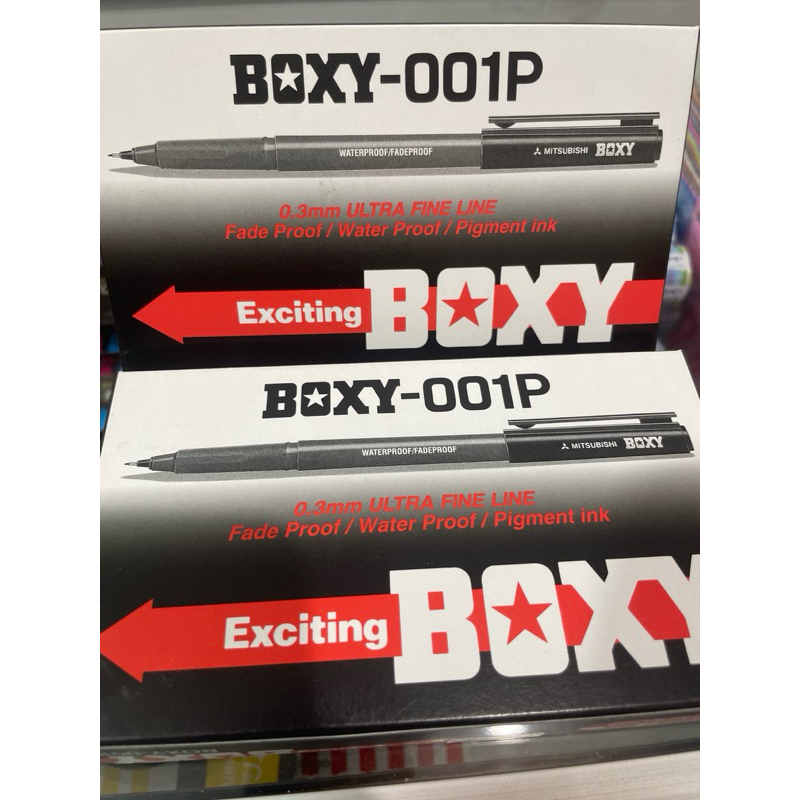 BOXY-001P
WATERPROOF/FADEPROOF
MITSUBISHI BOXY
0.3mm ULTRA FINE LINE
Fade Proof / Water Proof / Pigment ink
Exciting BOXY
BOXY-001P
WATERPROOF/FADEPROOF
MITSUBISHI BOXY
0.3mm ULTRA FINE LINE
Fade Proof / Water Proof / Pigment ink
Exciting BOXY